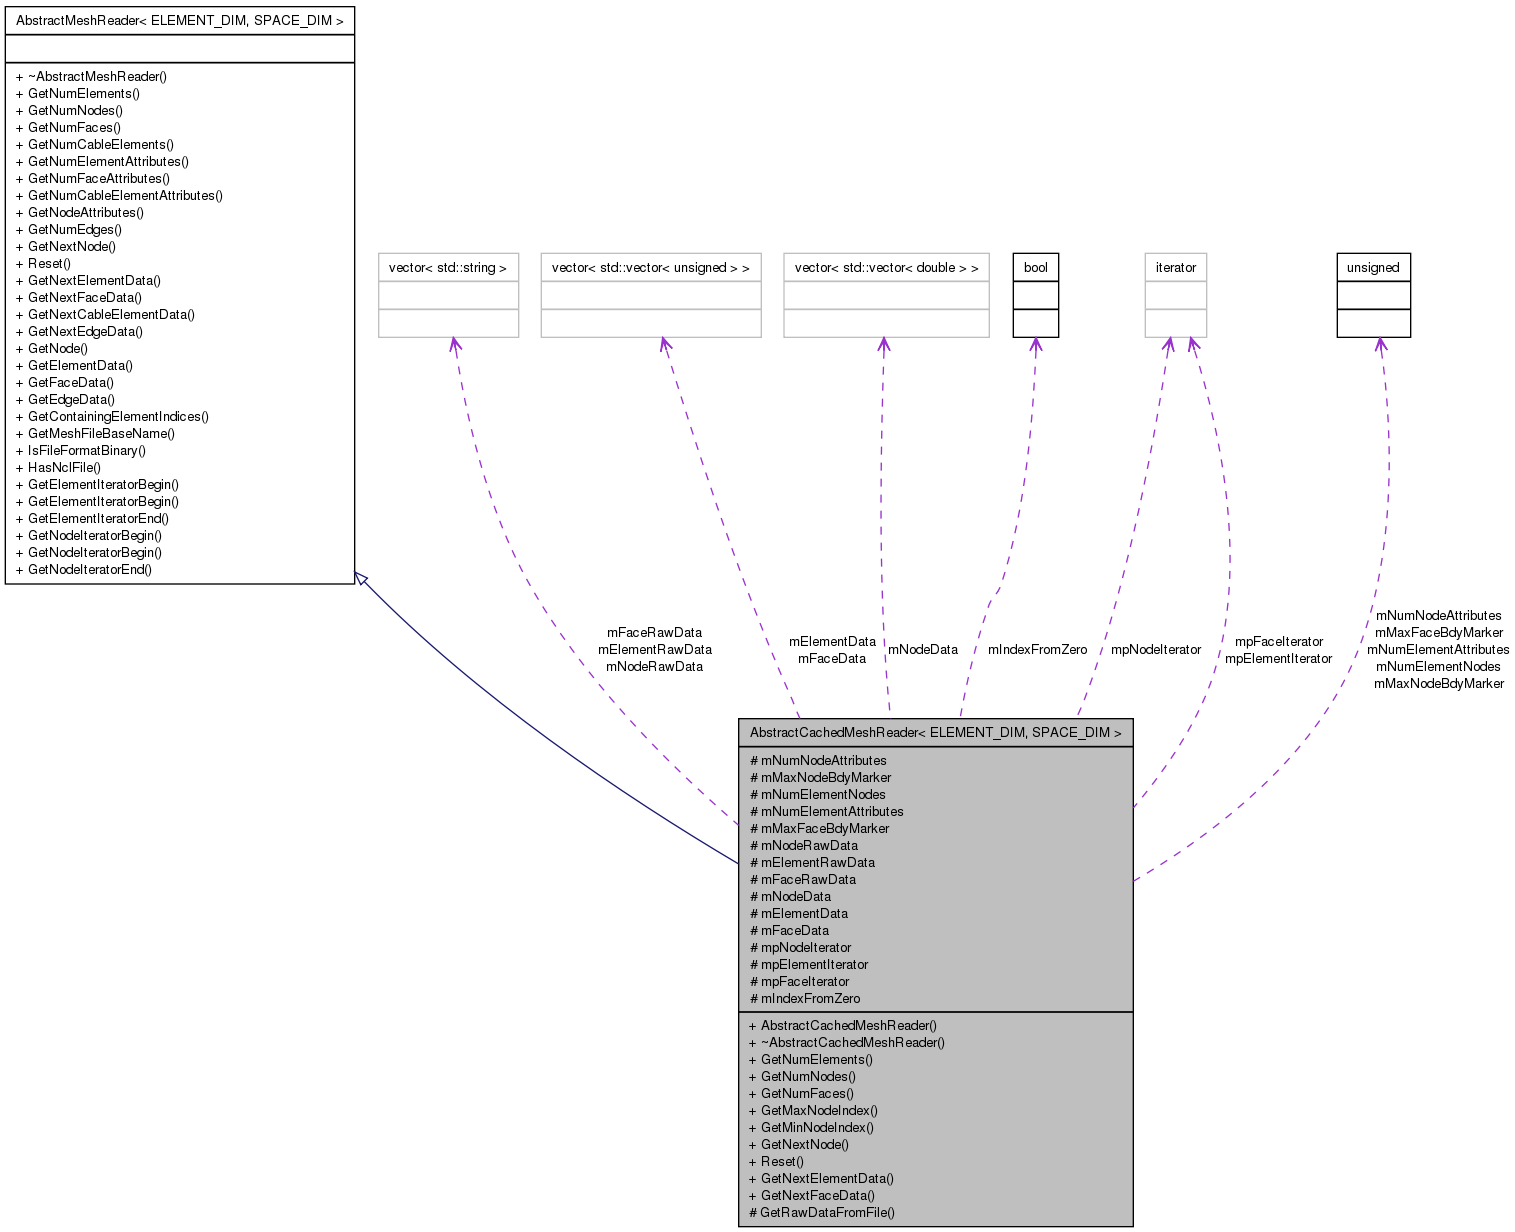 AbstractMeshReader< ELEMENT_DIM, SPACE_DIM >
+ ~AbstractMeshReader()
+ GetNumElements()
+ GetNumNodes()
+ GetNumFaces()
+ GetNumCableElements()
+ GetNumElementAttributes()
+ GetNumFaceAttributes()
+ GetNumCableElementAttributes()
+ GetNodeAttributes()
+ GetNumEdges()
+ GetNextNode()
+ Reset()
+ GetNextElementData()
+ GetNextFaceData()
+ GetNextCableElementData()
+ GetNextEdgeData()
+ GetNode()
+ GetElementData()
+ GetFaceData()
+ GetEdgeData()
+ GetContainingElementIndices()
+ GetMeshFileBaseName()
+ IsFileFormatBinary()
+ HasNclFile()
+ GetElementIteratorBegin()
+ GetElementIteratorBegin()
+ GetElementIteratorEnd()
+ GetNodeIteratorBegin()
+ GetNodeIteratorBegin()
+ GetNodeIteratorEnd()
vector< std::string >
vector< std::vector< unsigned > >
vector< std::vector< double > >
bool
iterator
unsigned
mFaceRawData
mElementRawData
mNodeRawData
mElementData
mFaceData
mNodeData
mIndexFromZero
mpNodeIterator
mpFaceIterator
mpElementIterator
mNumNodeAttributes
mMaxFaceBdyMarker
mNumElementAttributes
mNumElementNodes
mMaxNodeBdyMarker
AbstractCachedMeshReader< ELEMENT_DIM, SPACE_DIM >
# mNumNodeAttributes
# mMaxNodeBdyMarker
# mNumElementNodes
# mNumElementAttributes
# mMaxFaceBdyMarker
# mNodeRawData
# mElementRawData
# mFaceRawData
# mNodeData
# mElementData
# mFaceData
# mpNodeIterator
# mpElementIterator
# mpFaceIterator
# mIndexFromZero
+ AbstractCachedMeshReader()
+ ~AbstractCachedMeshReader()
+ GetNumElements()
+ GetNumNodes()
+ GetNumFaces()
+ GetMaxNodeIndex()
+ GetMinNodeIndex()
+ GetNextNode()
+ Reset()
+ GetNextElementData()
+ GetNextFaceData()
# GetRawDataFromFile()